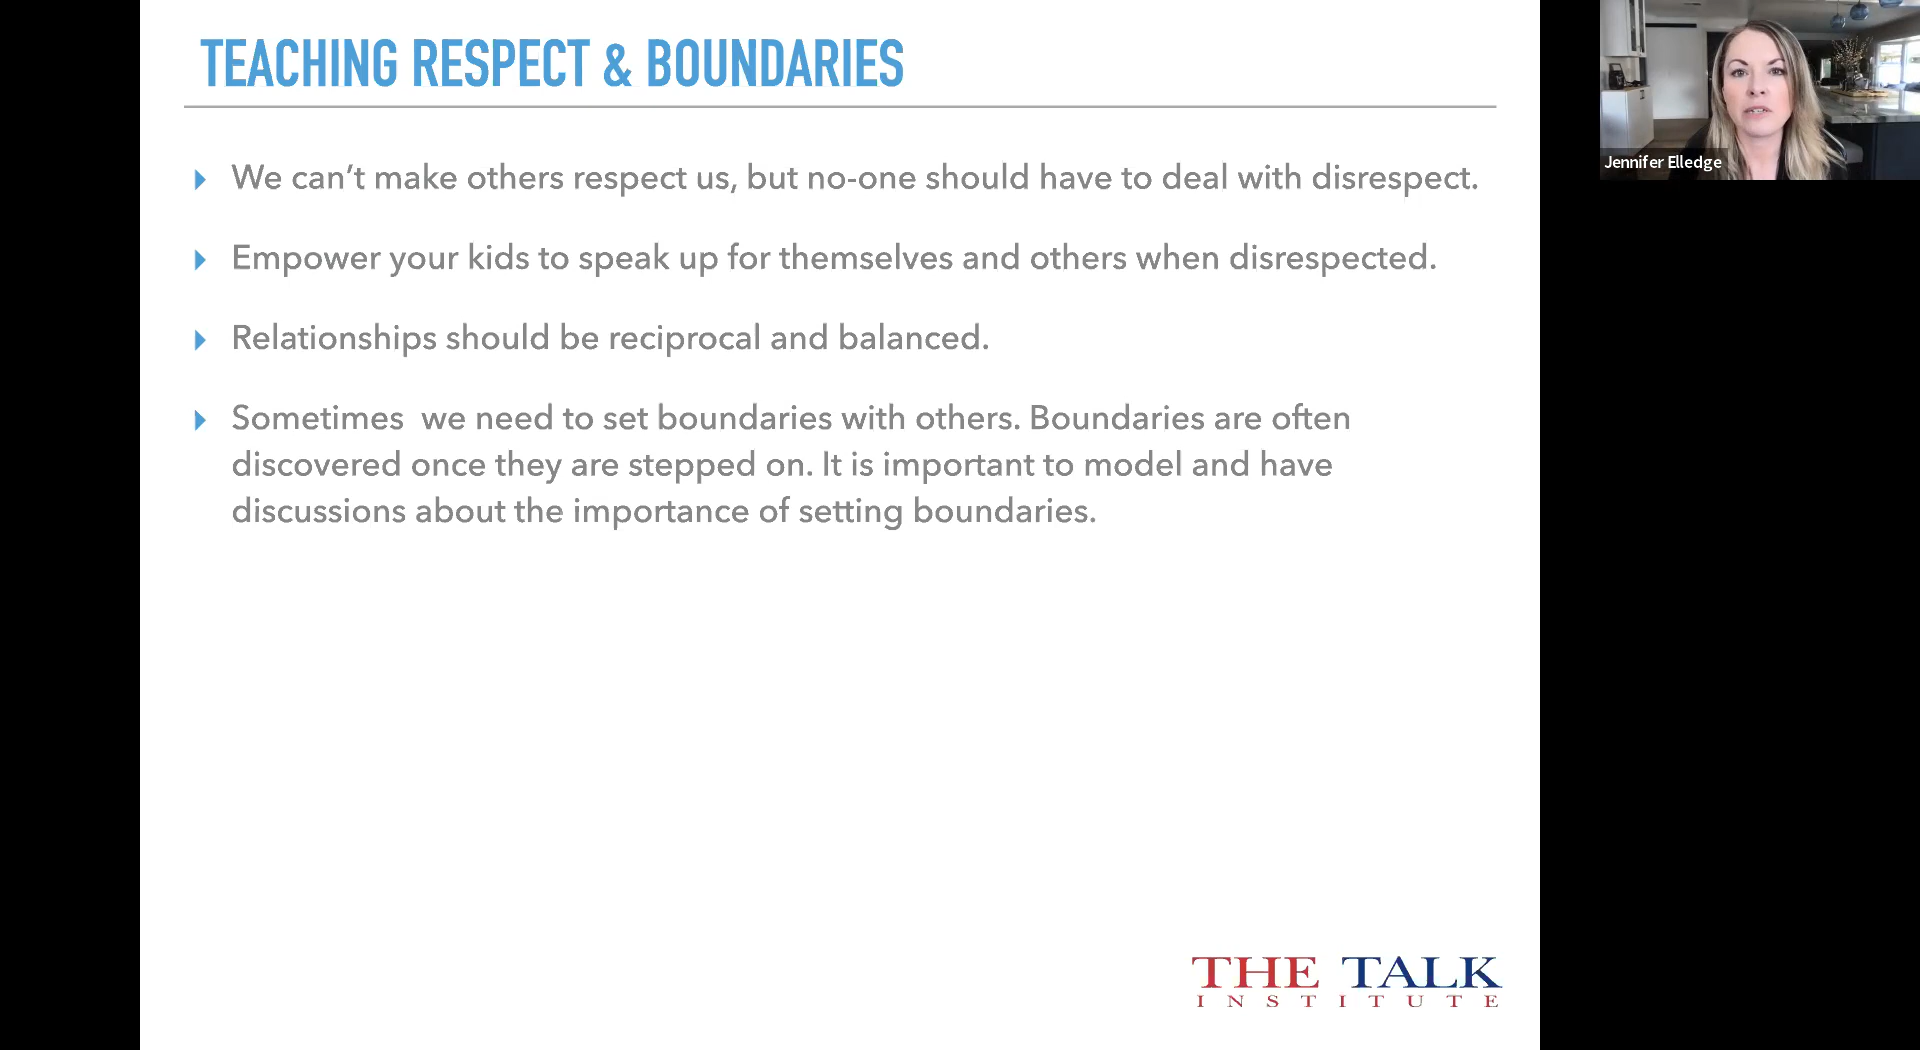 TEACHING RESPECT & BOUNDARIES
We can’t make others respect us, but no-one should have to deal with disrespect.
Empower your kids to speak up for themselves and others when disrespected.
Relationships should be reciprocal and balanced.
Sometimes  we need to set boundaries with others. Boundaries are often
discovered once they are stepped on. It is important to model and have
discussions about the importance of setting boundaries.
Jennifer Elledge
THE TALK
INSTITUTE